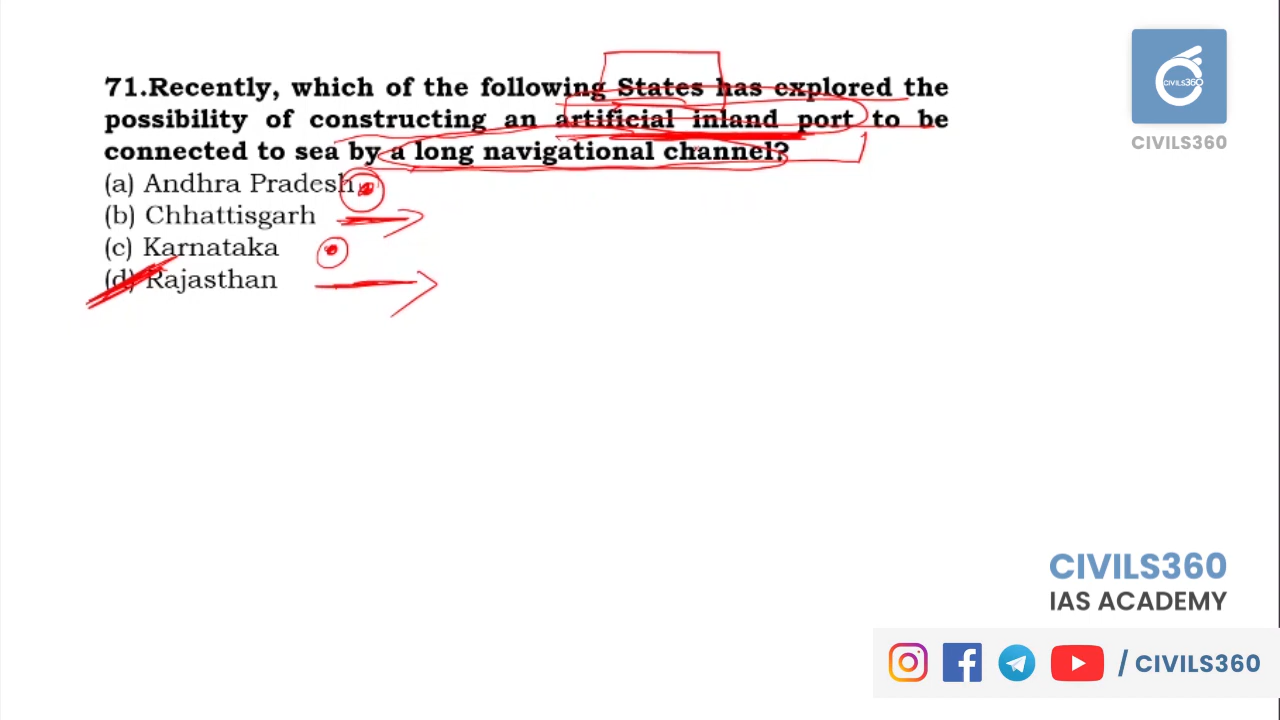 71.Recently, which of the following States has explored the
possibility of constructing an artificial inland port to be
connected to sea by a long navigational channel?
(a) Andhra Pradesh
(b) Chhattisgarh
(c) Karnataka
(d) Rajasthan
CIVILS360
CIVILS360
CIVILS360
IAS ACADEMY
/ CIVILS360